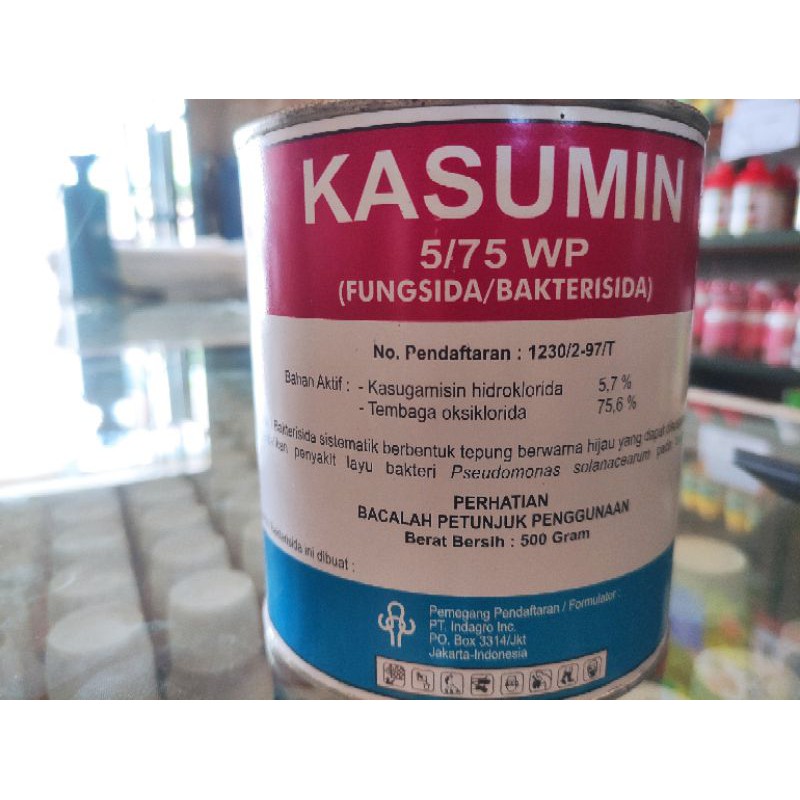 KASUMIN
5/75 WP
(FUNGSIDA/BAKTERISIDA)
No. Pendaftaran : 1230/2-97/T
Bahan Aktif : - Kasugamisin hidroklorida 5,7 %
- Tembaga oksiklorida 75,6 %
Bakterisida sistematik berbentuk tepung berwarna hijau yang dapat
penyakit layu bakteri Pseudomonas solanacearum pada
PERHATIAN
BACALAH PETUNJUK PENGGUNAAN
Berat Bersih : 500 Gram
ini dibuat :
Pemegang Pendaftaran / Formulator :
PT. Indagro Inc.
PO. Box 3314/Jkt
Jakarta-Indonesia